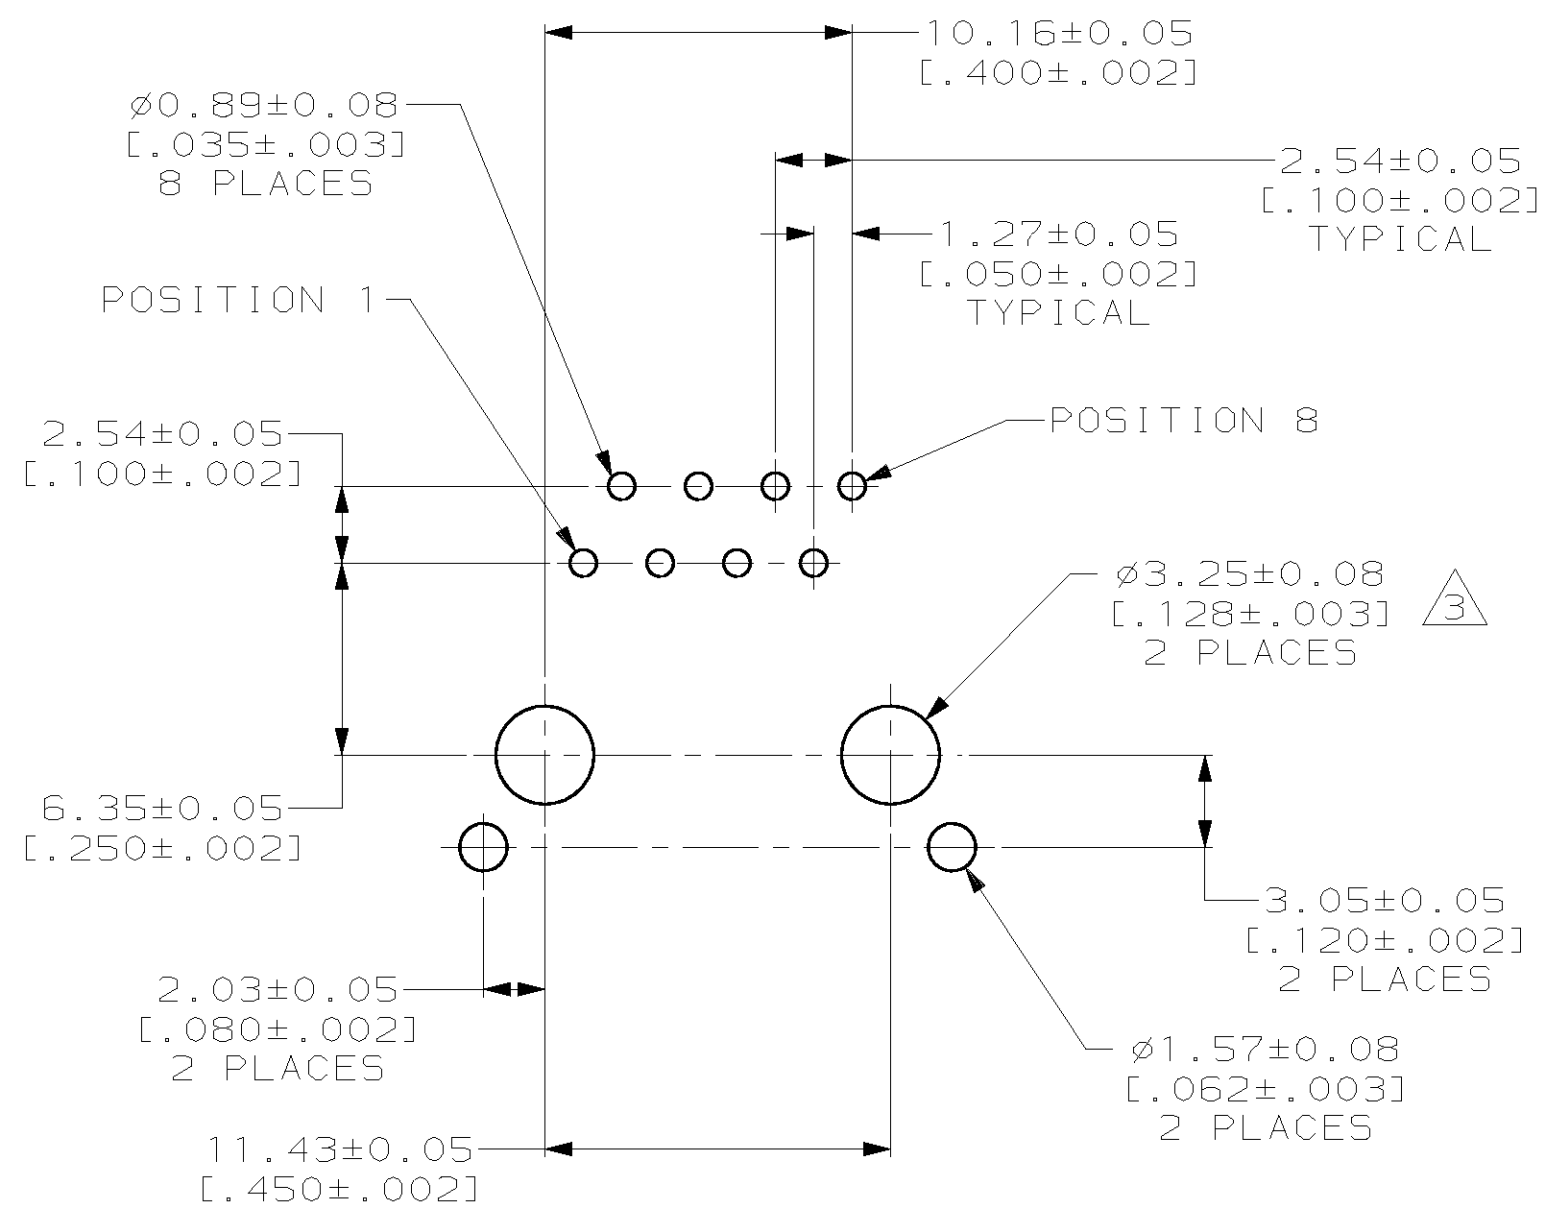 10.16±0.05
[.400±.002]
ø0.89±0.08
[.035±.003]
8 PLACES
2.54±0.05
[.100±.002]
TYPICAL
1.27±0.05
[.050±.002]
TYPICAL
POSITION 1
POSITION 8
2.54±0.05
[.100±.002]
ø3.25±0.08
[.128±.003]
2 PLACES
3
6.35±0.05
[.250±.002]
3.05±0.05
[.120±.002]
2 PLACES
2.03±0.05
[.080±.002]
2 PLACES
ø1.57±0.08
[.062±.003]
2 PLACES
11.43±0.05
[.450±.002]